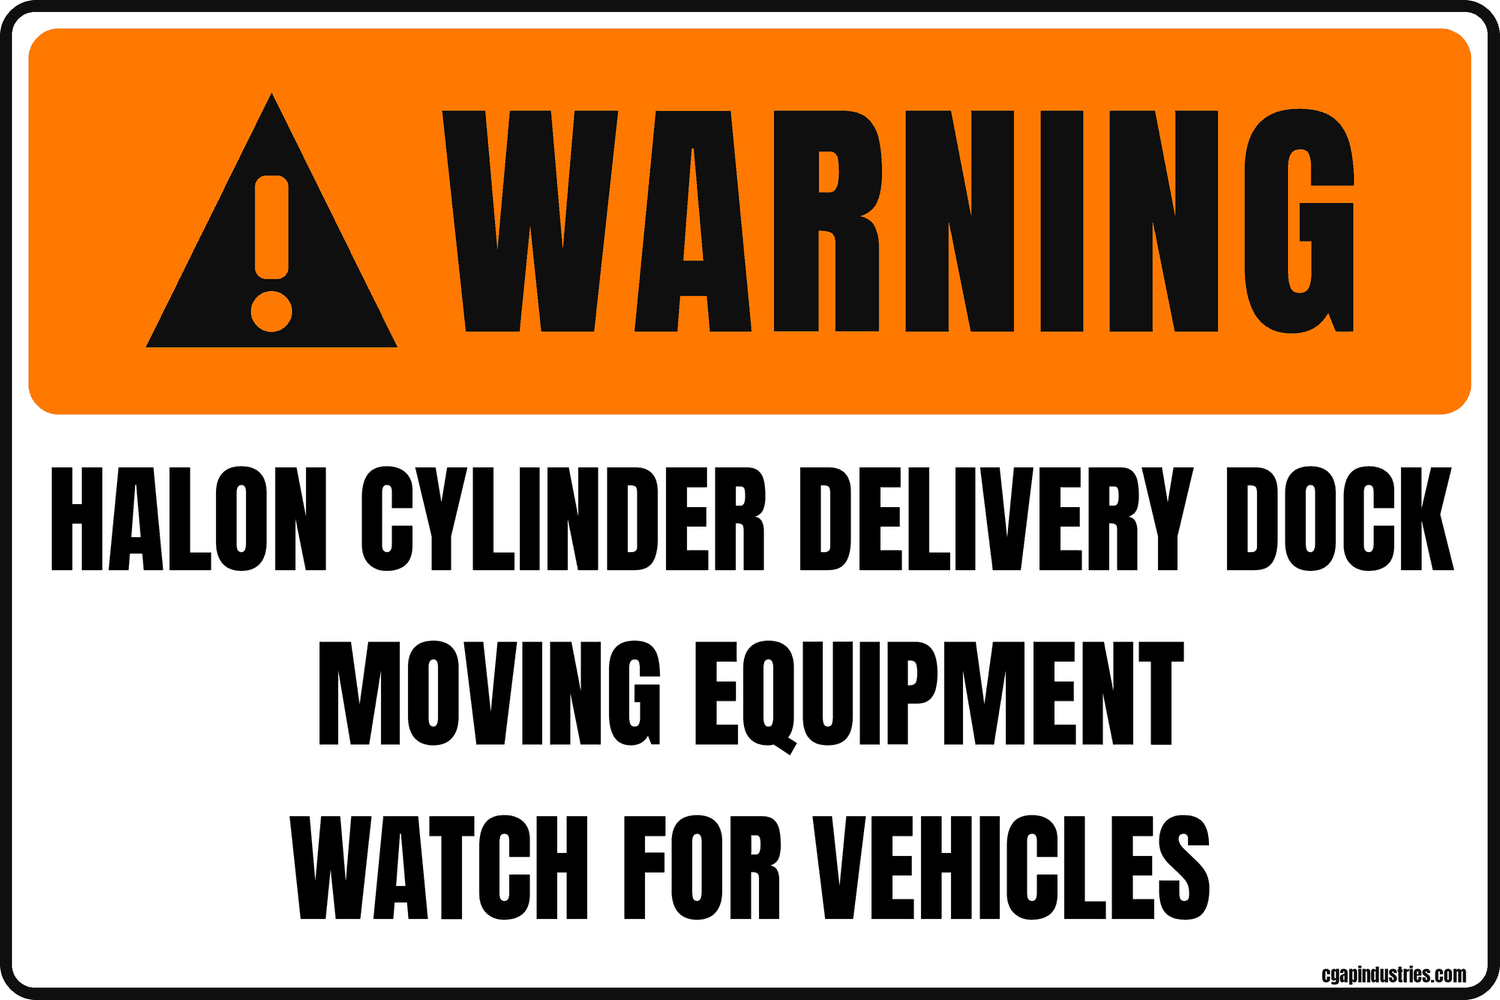 WARNING
HALON CYLINDER DELIVERY DOCK
MOVING EQUIPMENT
WATCH FOR VEHICLES
cgapindustries.com